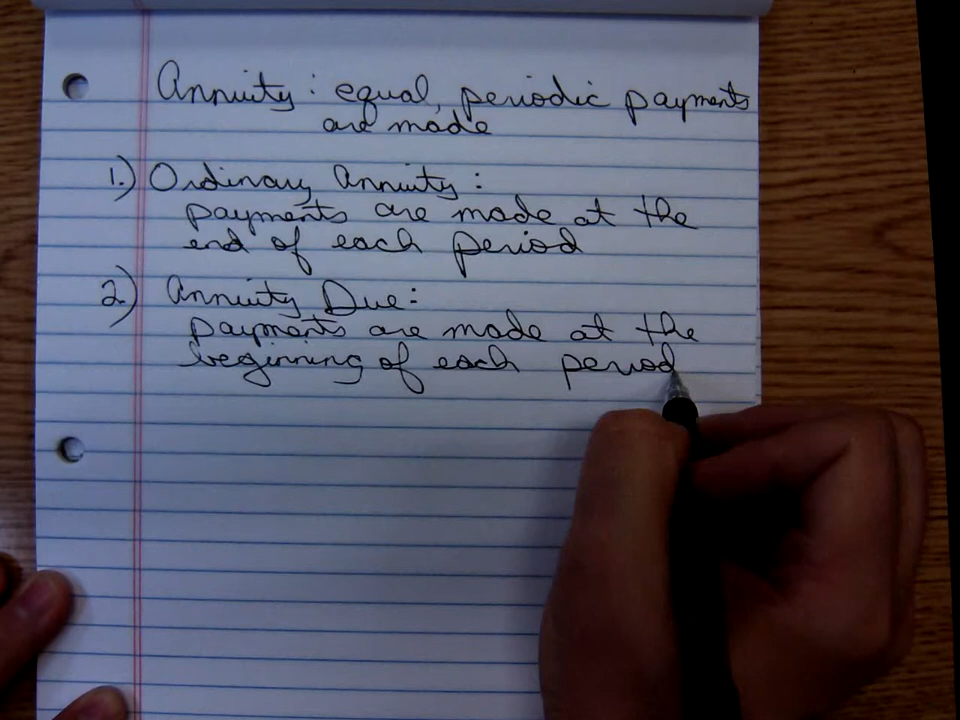 Annuity: equal, periodic payments
are made
1.) Ordinary Annuity:
payments are made at the
end of each period
2.) Annuity Due:
payments are made at the
beginning of each period